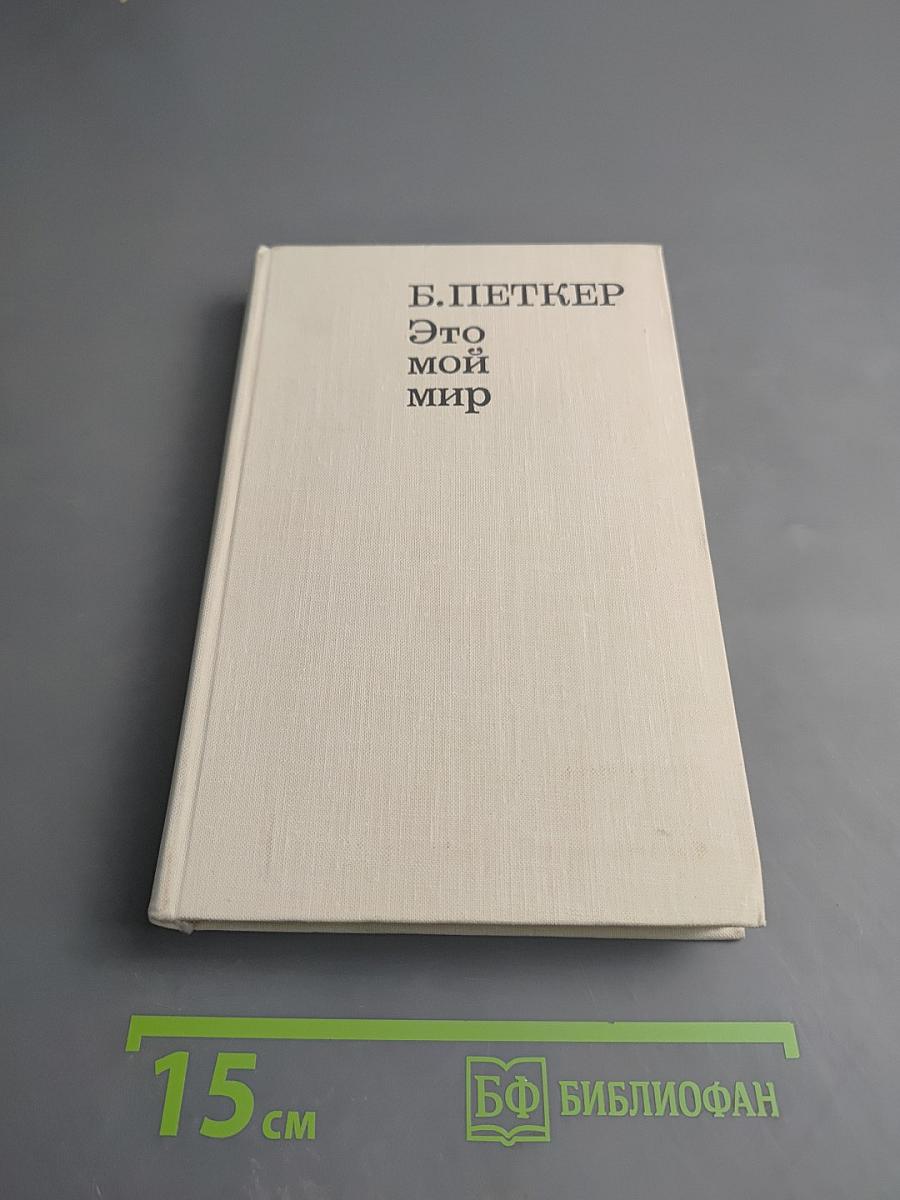 Б.ПЕТКЕР
Это
мой
мир
15 см
БФ БИБЛИОФАН